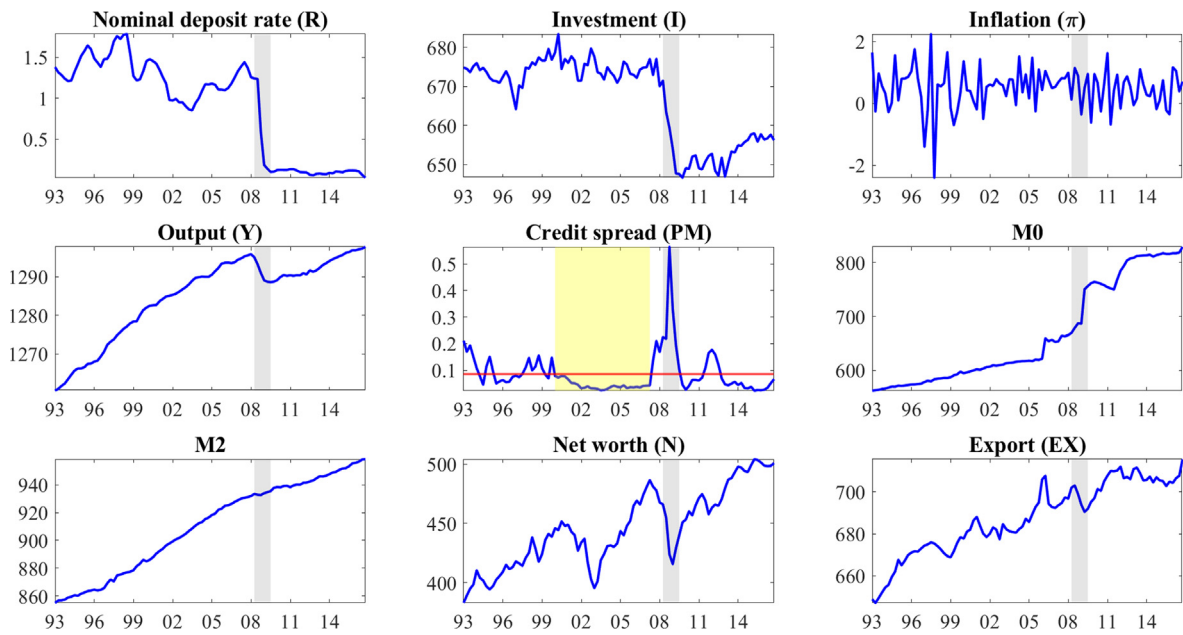 Nominal deposit rate (R)
1.5
1
0.5
93 96 99 02 05 08 11 14
Investment (I)
680
670
660
650
93 96 99 02 05 08 11 14
Inflation (π)
2
0
-2
93 96 99 02 05 08 11 14
Output (Y)
1290
1280
1270
93 96 99 02 05 08 11 14
Credit spread (PM)
0.5
0.4
0.3
0.2
0.1
93 96 99 02 05 08 11 14
M0
800
700
600
93 96 99 02 05 08 11 14
M2
940
920
900
880
860
93 96 99 02 05 08 11 14
Net worth (N)
500
450
400
93 96 99 02 05 08 11 14
Export (EX)
700
680
660
93 96 99 02 05 08 11 14